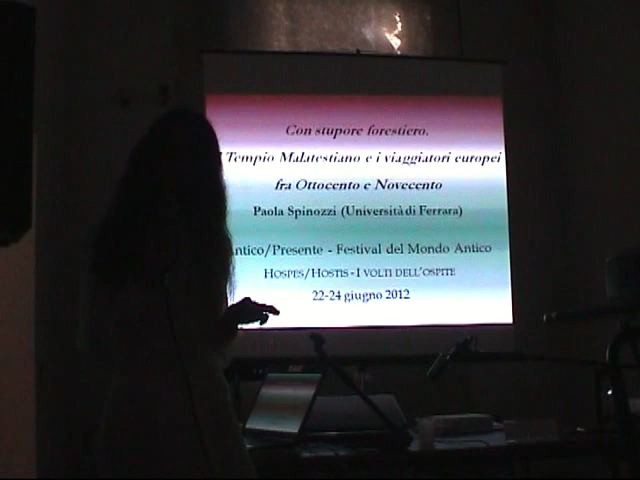 Con stupore forestiero.
Tempio Malatestiano e i viaggiatori europei
fra Ottocento e Novecento
Paola Spinozzi (Università di Ferrara)
ntico/Presente - Festival del Mondo Antico
HOSPES/HOSTIS - I VOLTI DELL'OSPITE
22-24 giugno 2012